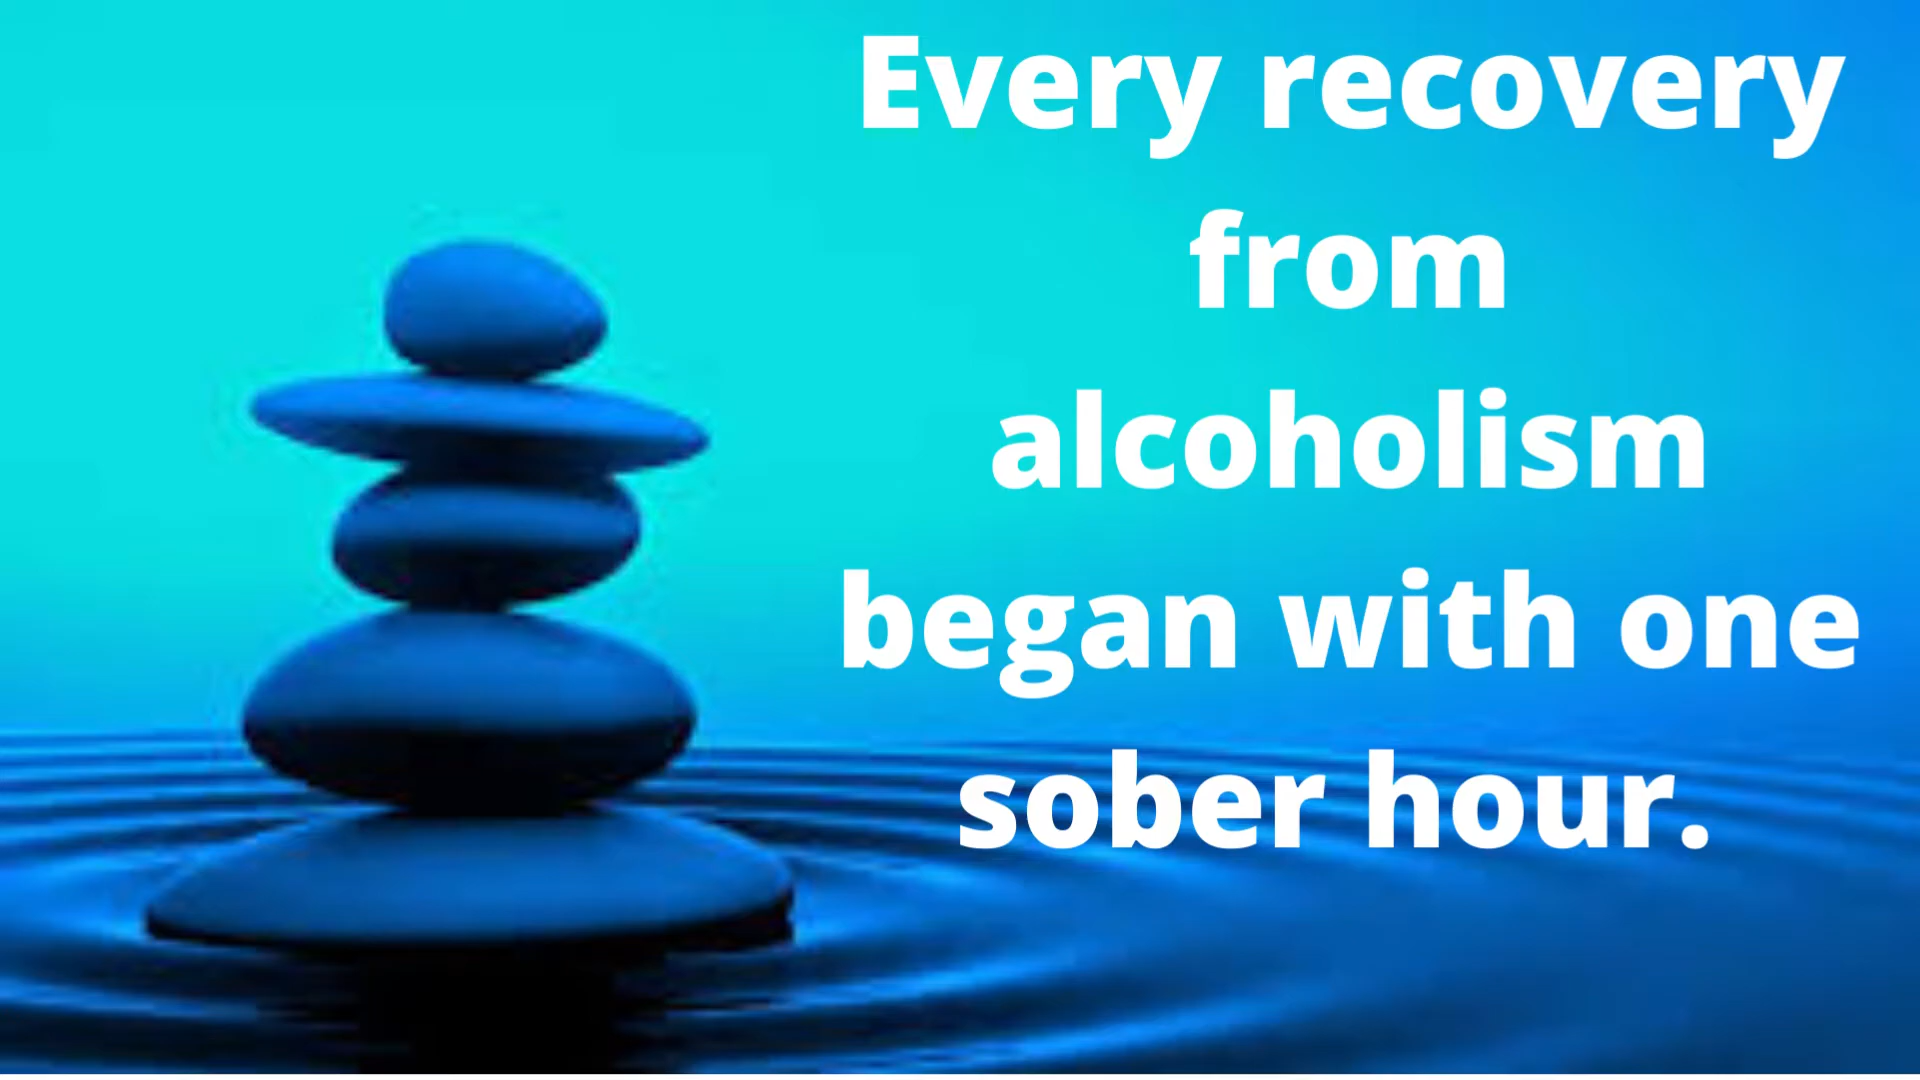 Every recovery
from
alcoholism
began with one
sober hour.